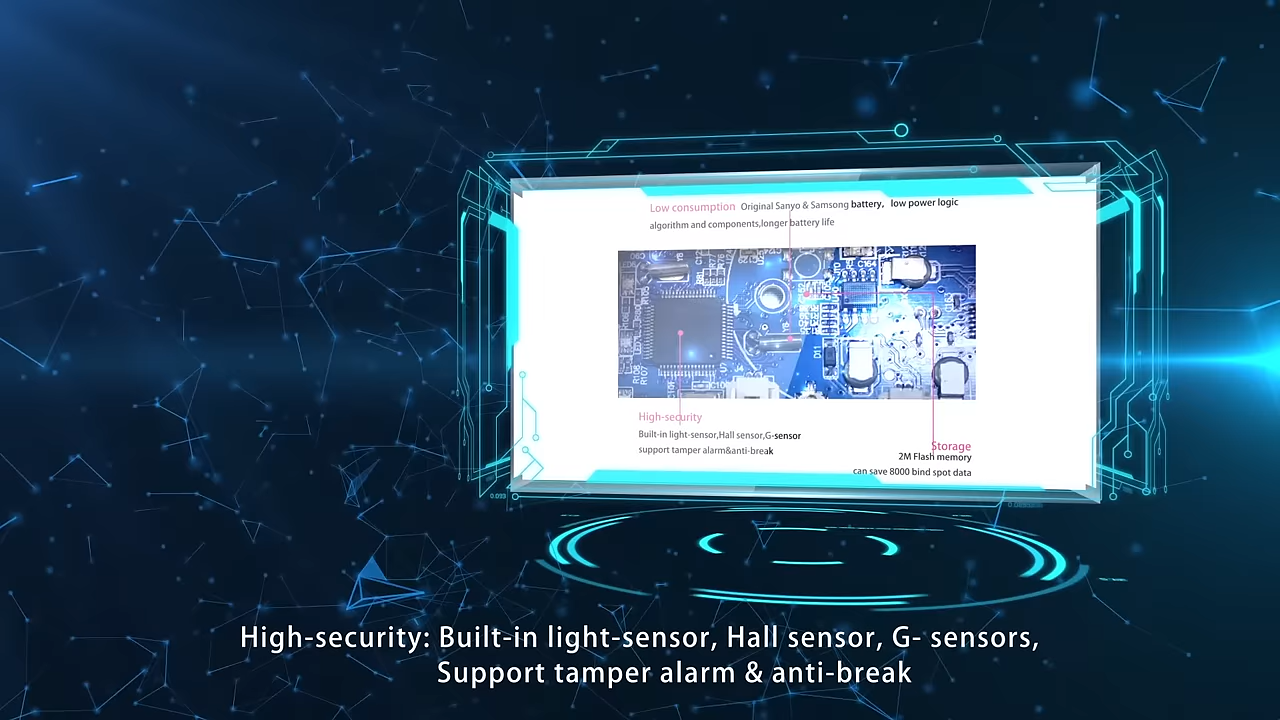 Low consumption Original Sanyo & Samsong battery, low power logic
algorithm and components,longer battery life
High-security
Built-in light-sensor,Hall sensor,G-sensor
support tamper alarm&anti-break
Storage
2M Flash memory
can save 8000 bind spot data
0.093
High-security: Built-in light-sensor, Hall sensor, G- sensors,
Support tamper alarm & anti-break